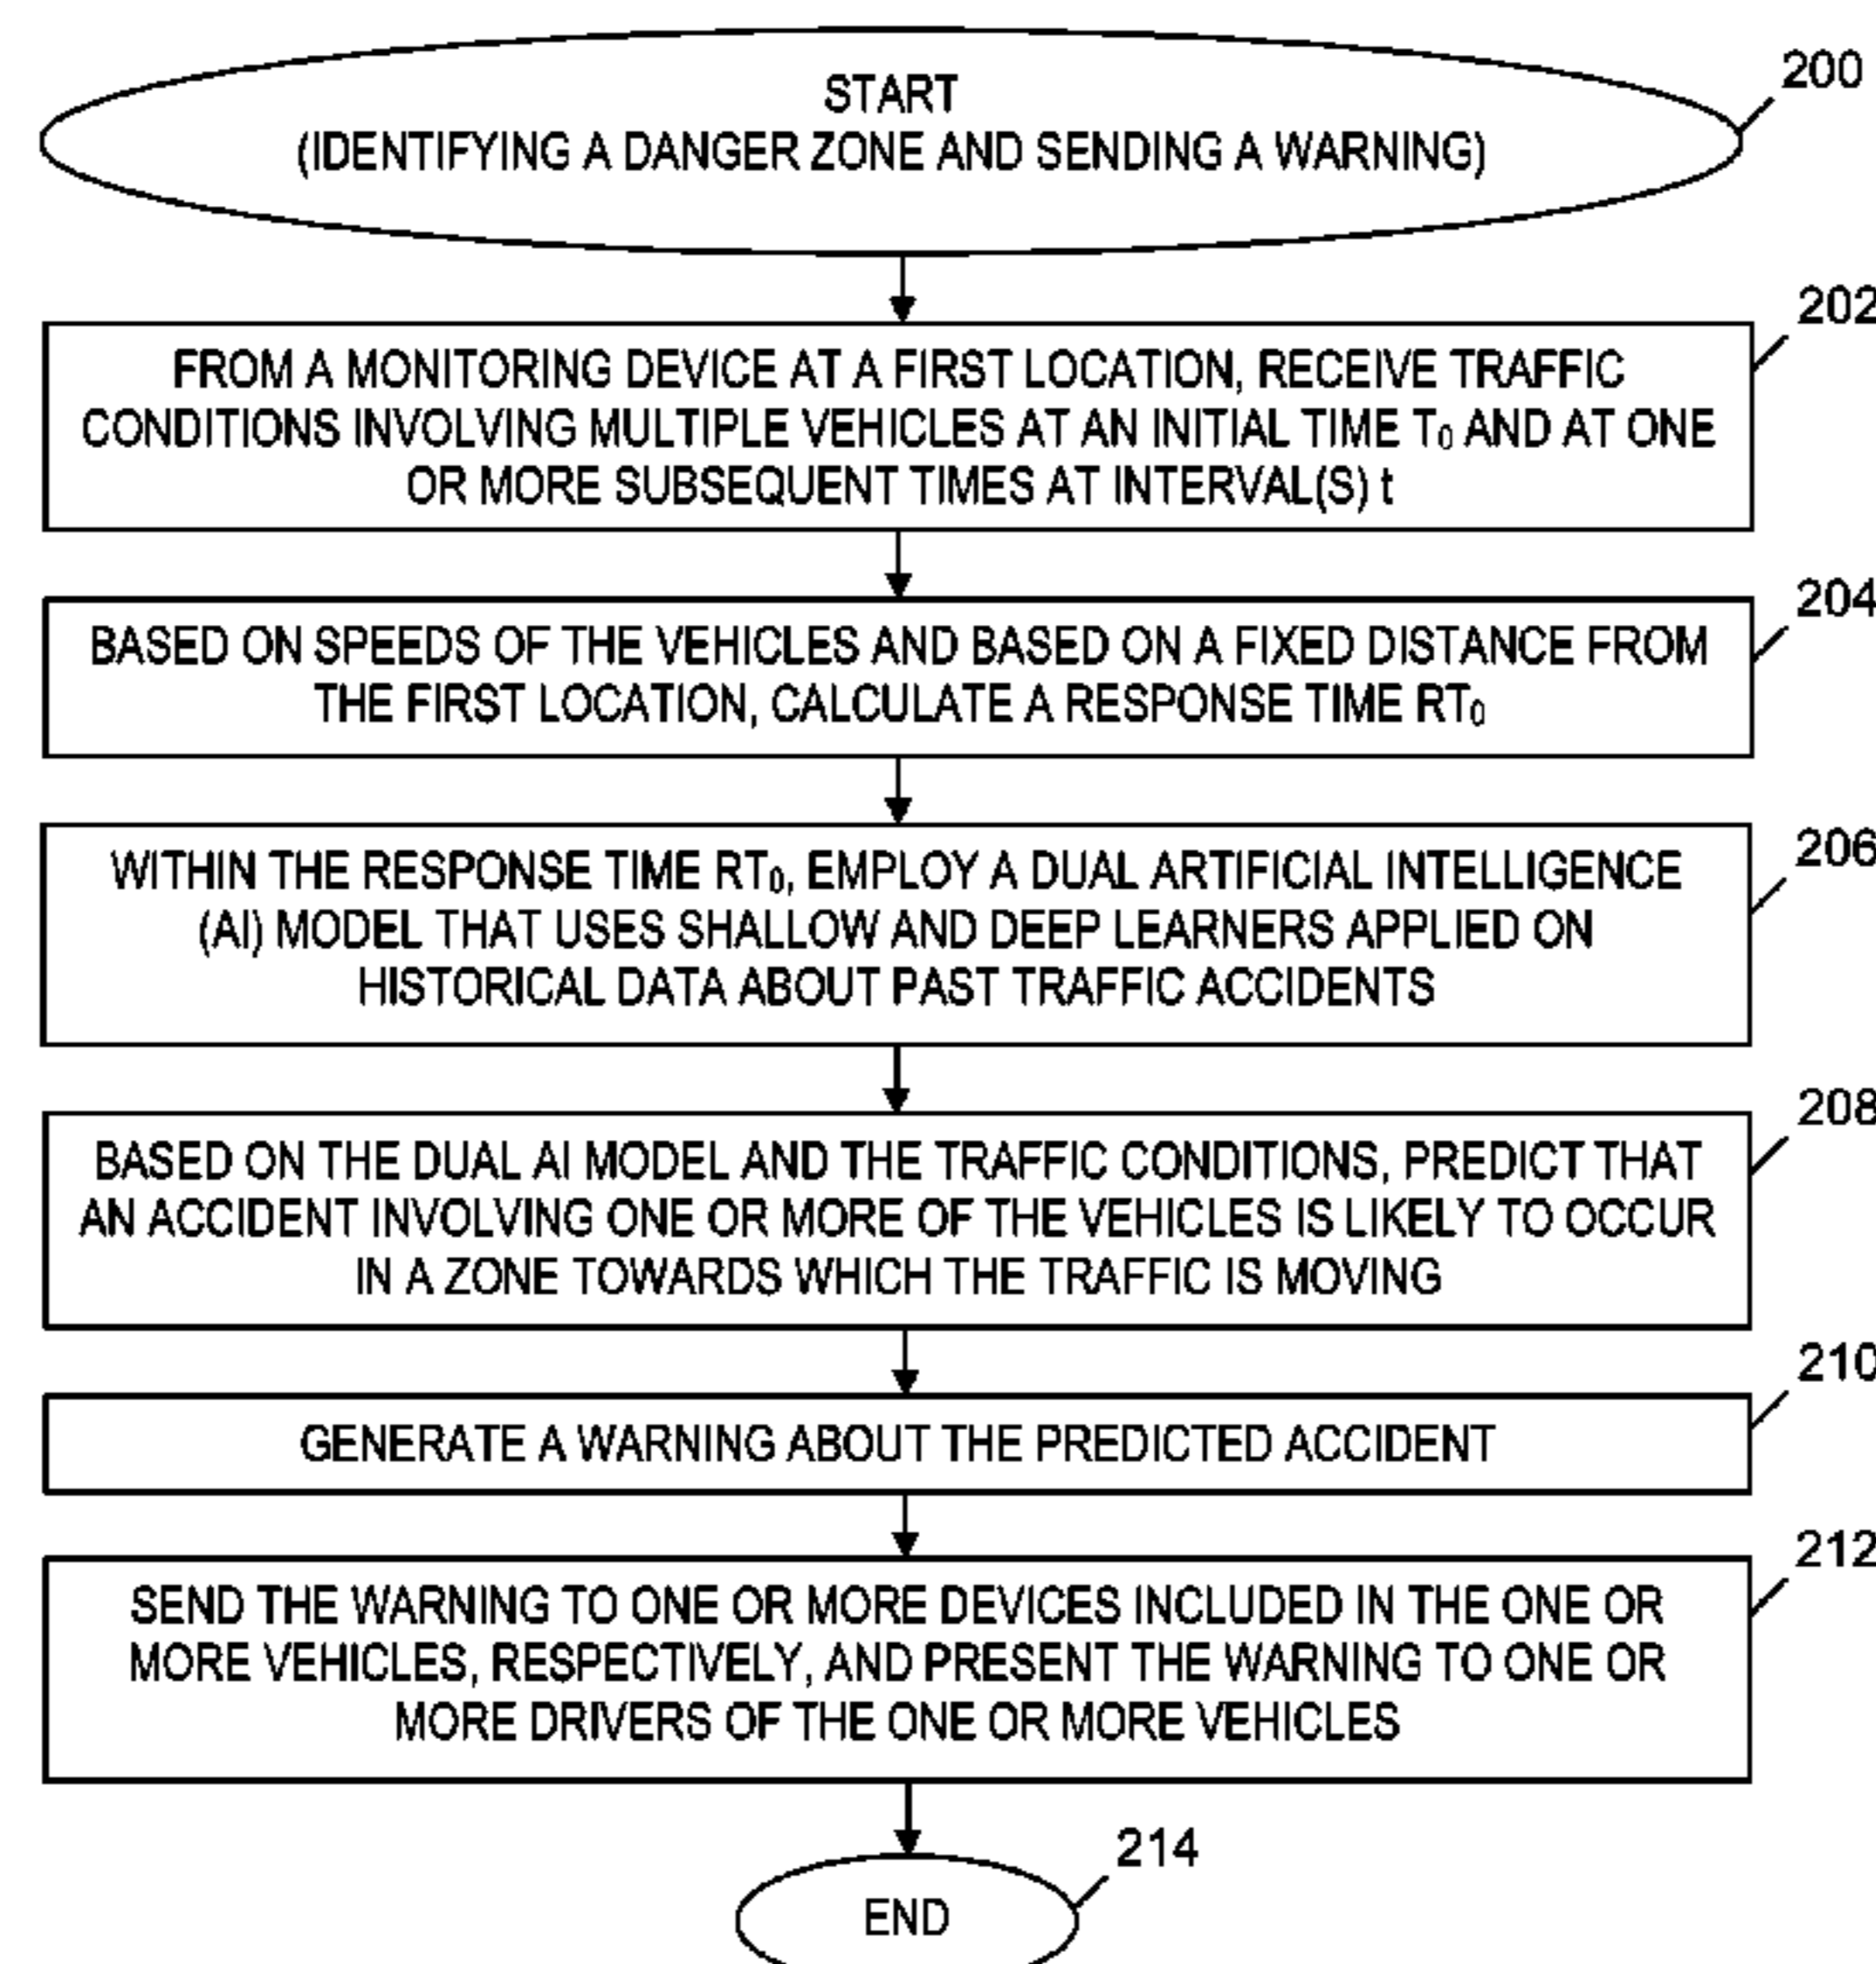 200
START
(IDENTIFYING A DANGER ZONE AND SENDING A WARNING)
202
FROM A MONITORING DEVICE AT A FIRST LOCATION, RECEIVE TRAFFIC
CONDITIONS INVOLVING MULTIPLE VEHICLES AT AN INITIAL TIME T₀ AND AT ONE
OR MORE SUBSEQUENT TIMES AT INTERVAL(S) t
204
BASED ON SPEEDS OF THE VEHICLES AND BASED ON A FIXED DISTANCE FROM
THE FIRST LOCATION, CALCULATE A RESPONSE TIME RT₀
206
WITHIN THE RESPONSE TIME RT₀, EMPLOY A DUAL ARTIFICIAL INTELLIGENCE
(AI) MODEL THAT USES SHALLOW AND DEEP LEARNERS APPLIED ON
HISTORICAL DATA ABOUT PAST TRAFFIC ACCIDENTS
208
BASED ON THE DUAL AI MODEL AND THE TRAFFIC CONDITIONS, PREDICT THAT
AN ACCIDENT INVOLVING ONE OR MORE OF THE VEHICLES IS LIKELY TO OCCUR
IN A ZONE TOWARDS WHICH THE TRAFFIC IS MOVING
210
GENERATE A WARNING ABOUT THE PREDICTED ACCIDENT
212
SEND THE WARNING TO ONE OR MORE DEVICES INCLUDED IN THE ONE OR
MORE VEHICLES, RESPECTIVELY, AND PRESENT THE WARNING TO ONE OR
MORE DRIVERS OF THE ONE OR MORE VEHICLES
214
END